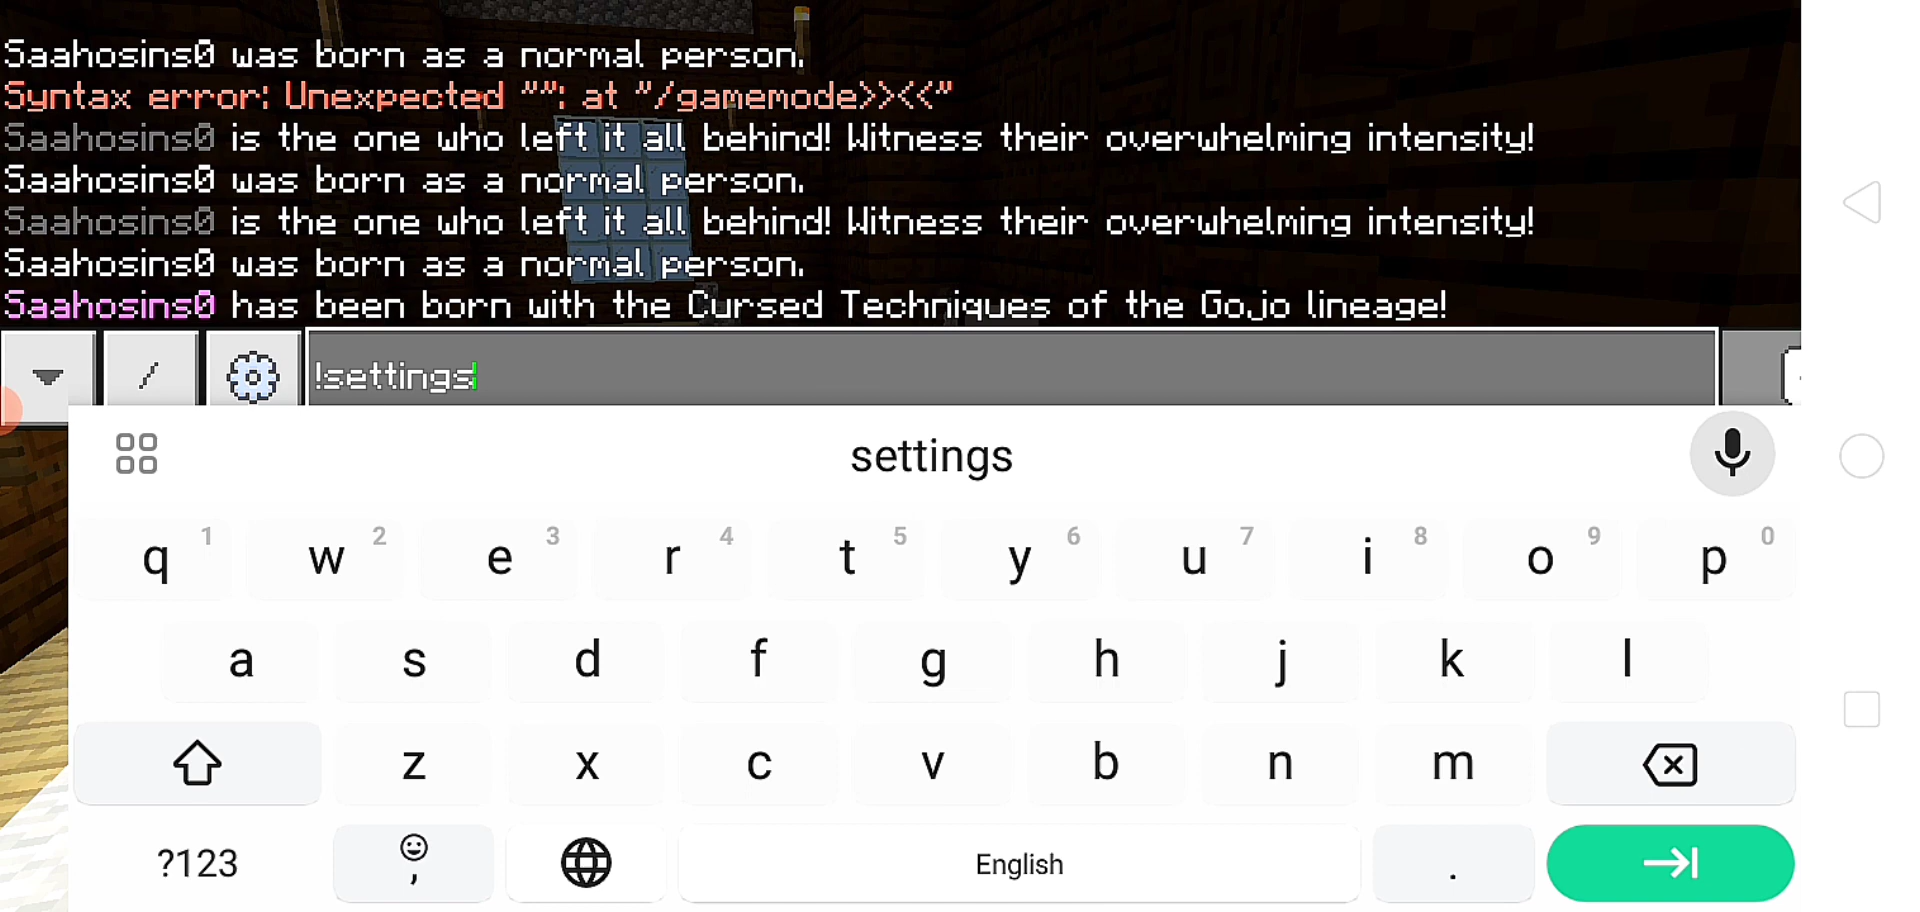 Saahosins0 was born as a normal person.
Syntax error: Unexpected "": at "/gamemode>><<"
Saahosins0 is the one who left it all behind! Witness their overwhelming intensity!
Saahosins0 was born as a normal person.
Saahosins0 is the one who left it all behind! Witness their overwhelming intensity!
Saahosins0 was born as a normal person.
Saahosins0 has been born with the Cursed Techniques of the Gojo lineage!
/ !settings
settings
q 1 w 2 e 3 r 4 t 5 y 6 u 7 i 8 o 9 p 0
a s d f g h j k l
z x c v b n m
?123 , English .